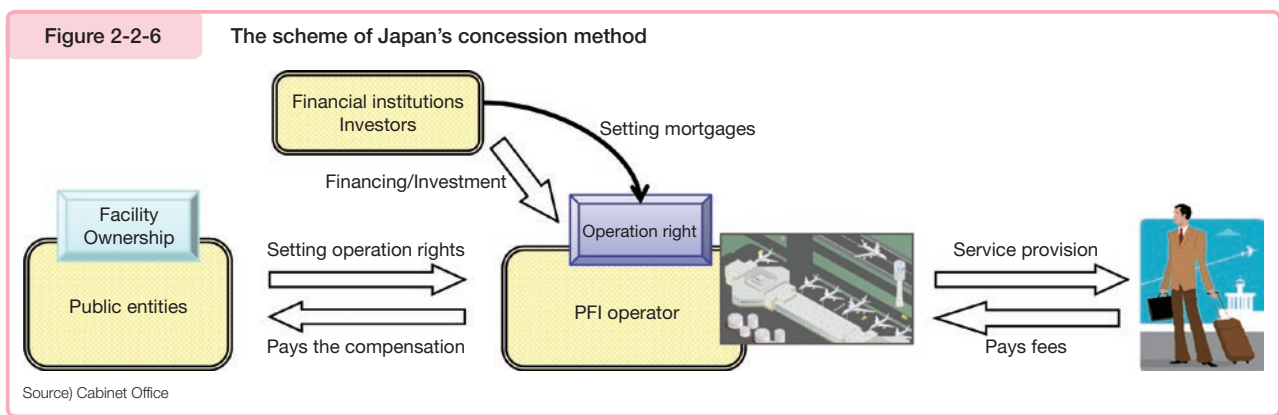 Figure 2-2-6
The scheme of Japan’s concession method
Financial institutions
Investors
Setting mortgages
Financing/Investment
Facility
Ownership
Operation right
Setting operation rights
Service provision
Public entities
PFI operator
Pays the compensation
Pays fees
Source) Cabinet Office